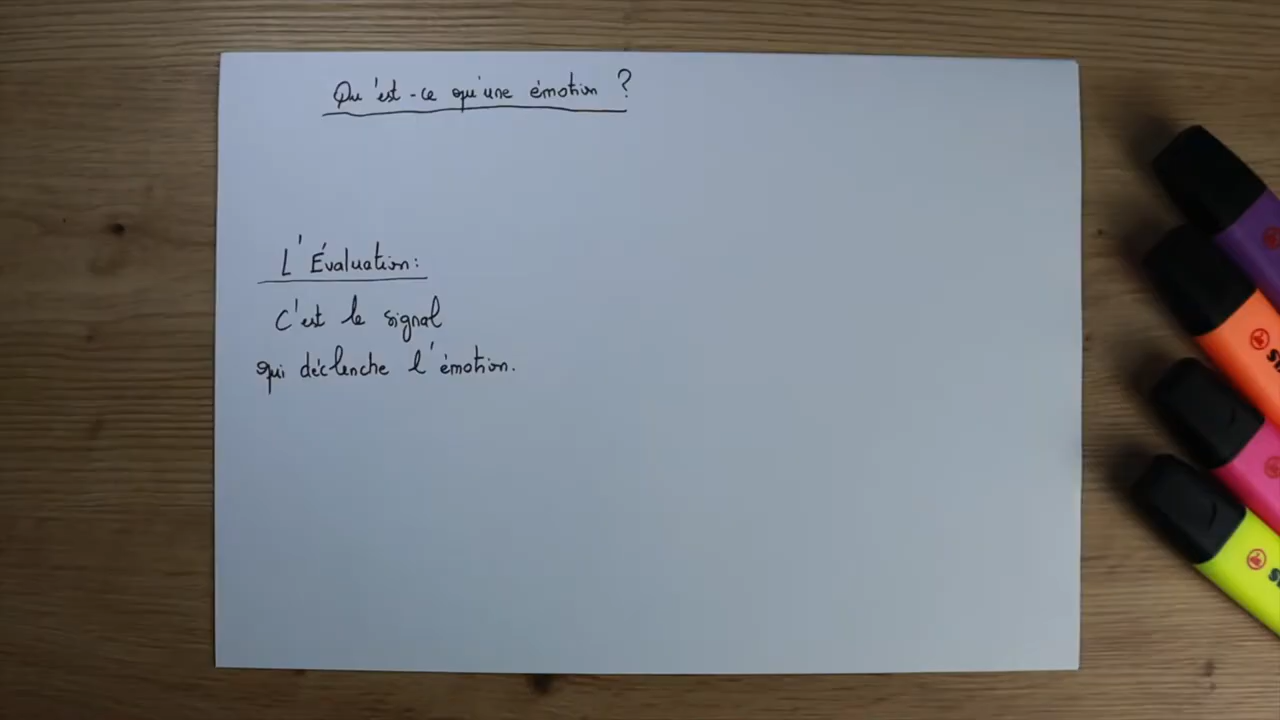 Qu'est-ce qu'une émotion ?
L'Évaluation:
C'est le signal
qui déclenche l'émotion.